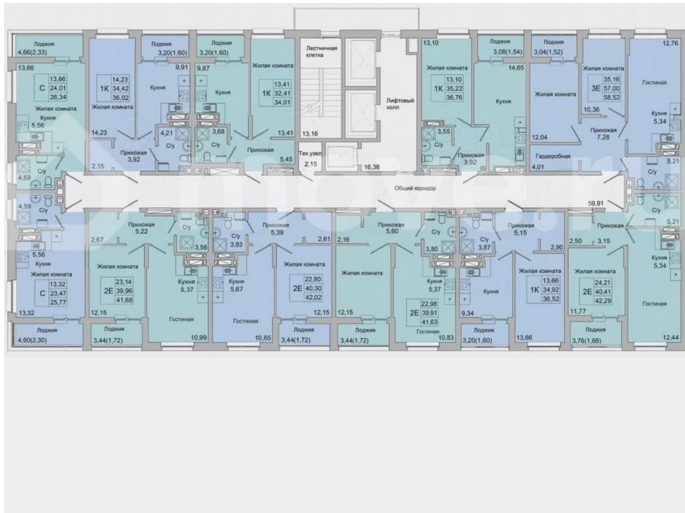 Лоджия
4,66(2,33)
Лоджия
3,20(1,60)
Лоджия
3,20(1,60)
Лестничная
клетка
13,16
Лифтовый
холл
16,38
13,10
Лоджия
3,08(1,54)
Лоджия
3,04(1,52)
12,76
13,86
С
13,86
24,01
26,34
Жилая комната
Кухня
5,56
С/у
4,59
1К
14,23
34,42
36,02
Жилая комната
14,23
9,91
Кухня
4,21
С/у
Прихожая
3,92
2,15
9,87
Кухня
3,68
С/у
Жилая комната
1К
13,41
32,41
34,01
13,41
Прихожая
5,45
Тех.узел
2,15
Жилая комната
1К
13,10
35,22
36,76
14,65
Кухня
3,55
С/у
Прихожая
3,92
Жилая комната
12,04
3Е
35,16
57,00
58,52
Жилая комната
10,36
Прихожая
7,28
Гардеробная
4,01
Гостиная
Кухня
5,34
5,21
С/у
Общий коридор
59,91
4,59
С/у
Кухня
5,56
Жилая комната
С
13,32
23,47
25,77
13,32
Лоджия
4,60(2,30)
Прихожая
5,22
2,67
С/у
3,56
Жилая комната
2Е
23,14
39,96
41,68
12,15
Кухня
5,37
Гостиная
10,99
Лоджия
3,44(1,72)
С/у
3,83
Прихожая
5,39
2,61
Кухня
5,67
Гостиная
10,65
Жилая комната
2Е
22,80
40,30
42,02
12,15
Лоджия
3,44(1,72)
Прихожая
5,60
2,16
С/у
3,80
Жилая комната
12,15
Кухня
5,37
2Е
22,98
39,91
41,63
Гостиная
10,83
Лоджия
3,44(1,72)
С/у
3,87
Прихожая
5,15
2,90
Кухня
9,34
Жилая комната
1К
13,66
34,92
36,52
13,66
Лоджия
3,20(1,60)
Прихожая
3,15
2,50
С/у
5,21
Жилая комната
2Е
24,21
40,41
42,29
11,77
Кухня
5,34
Гостиная
12,44
Лоджия
3,76(1,88)